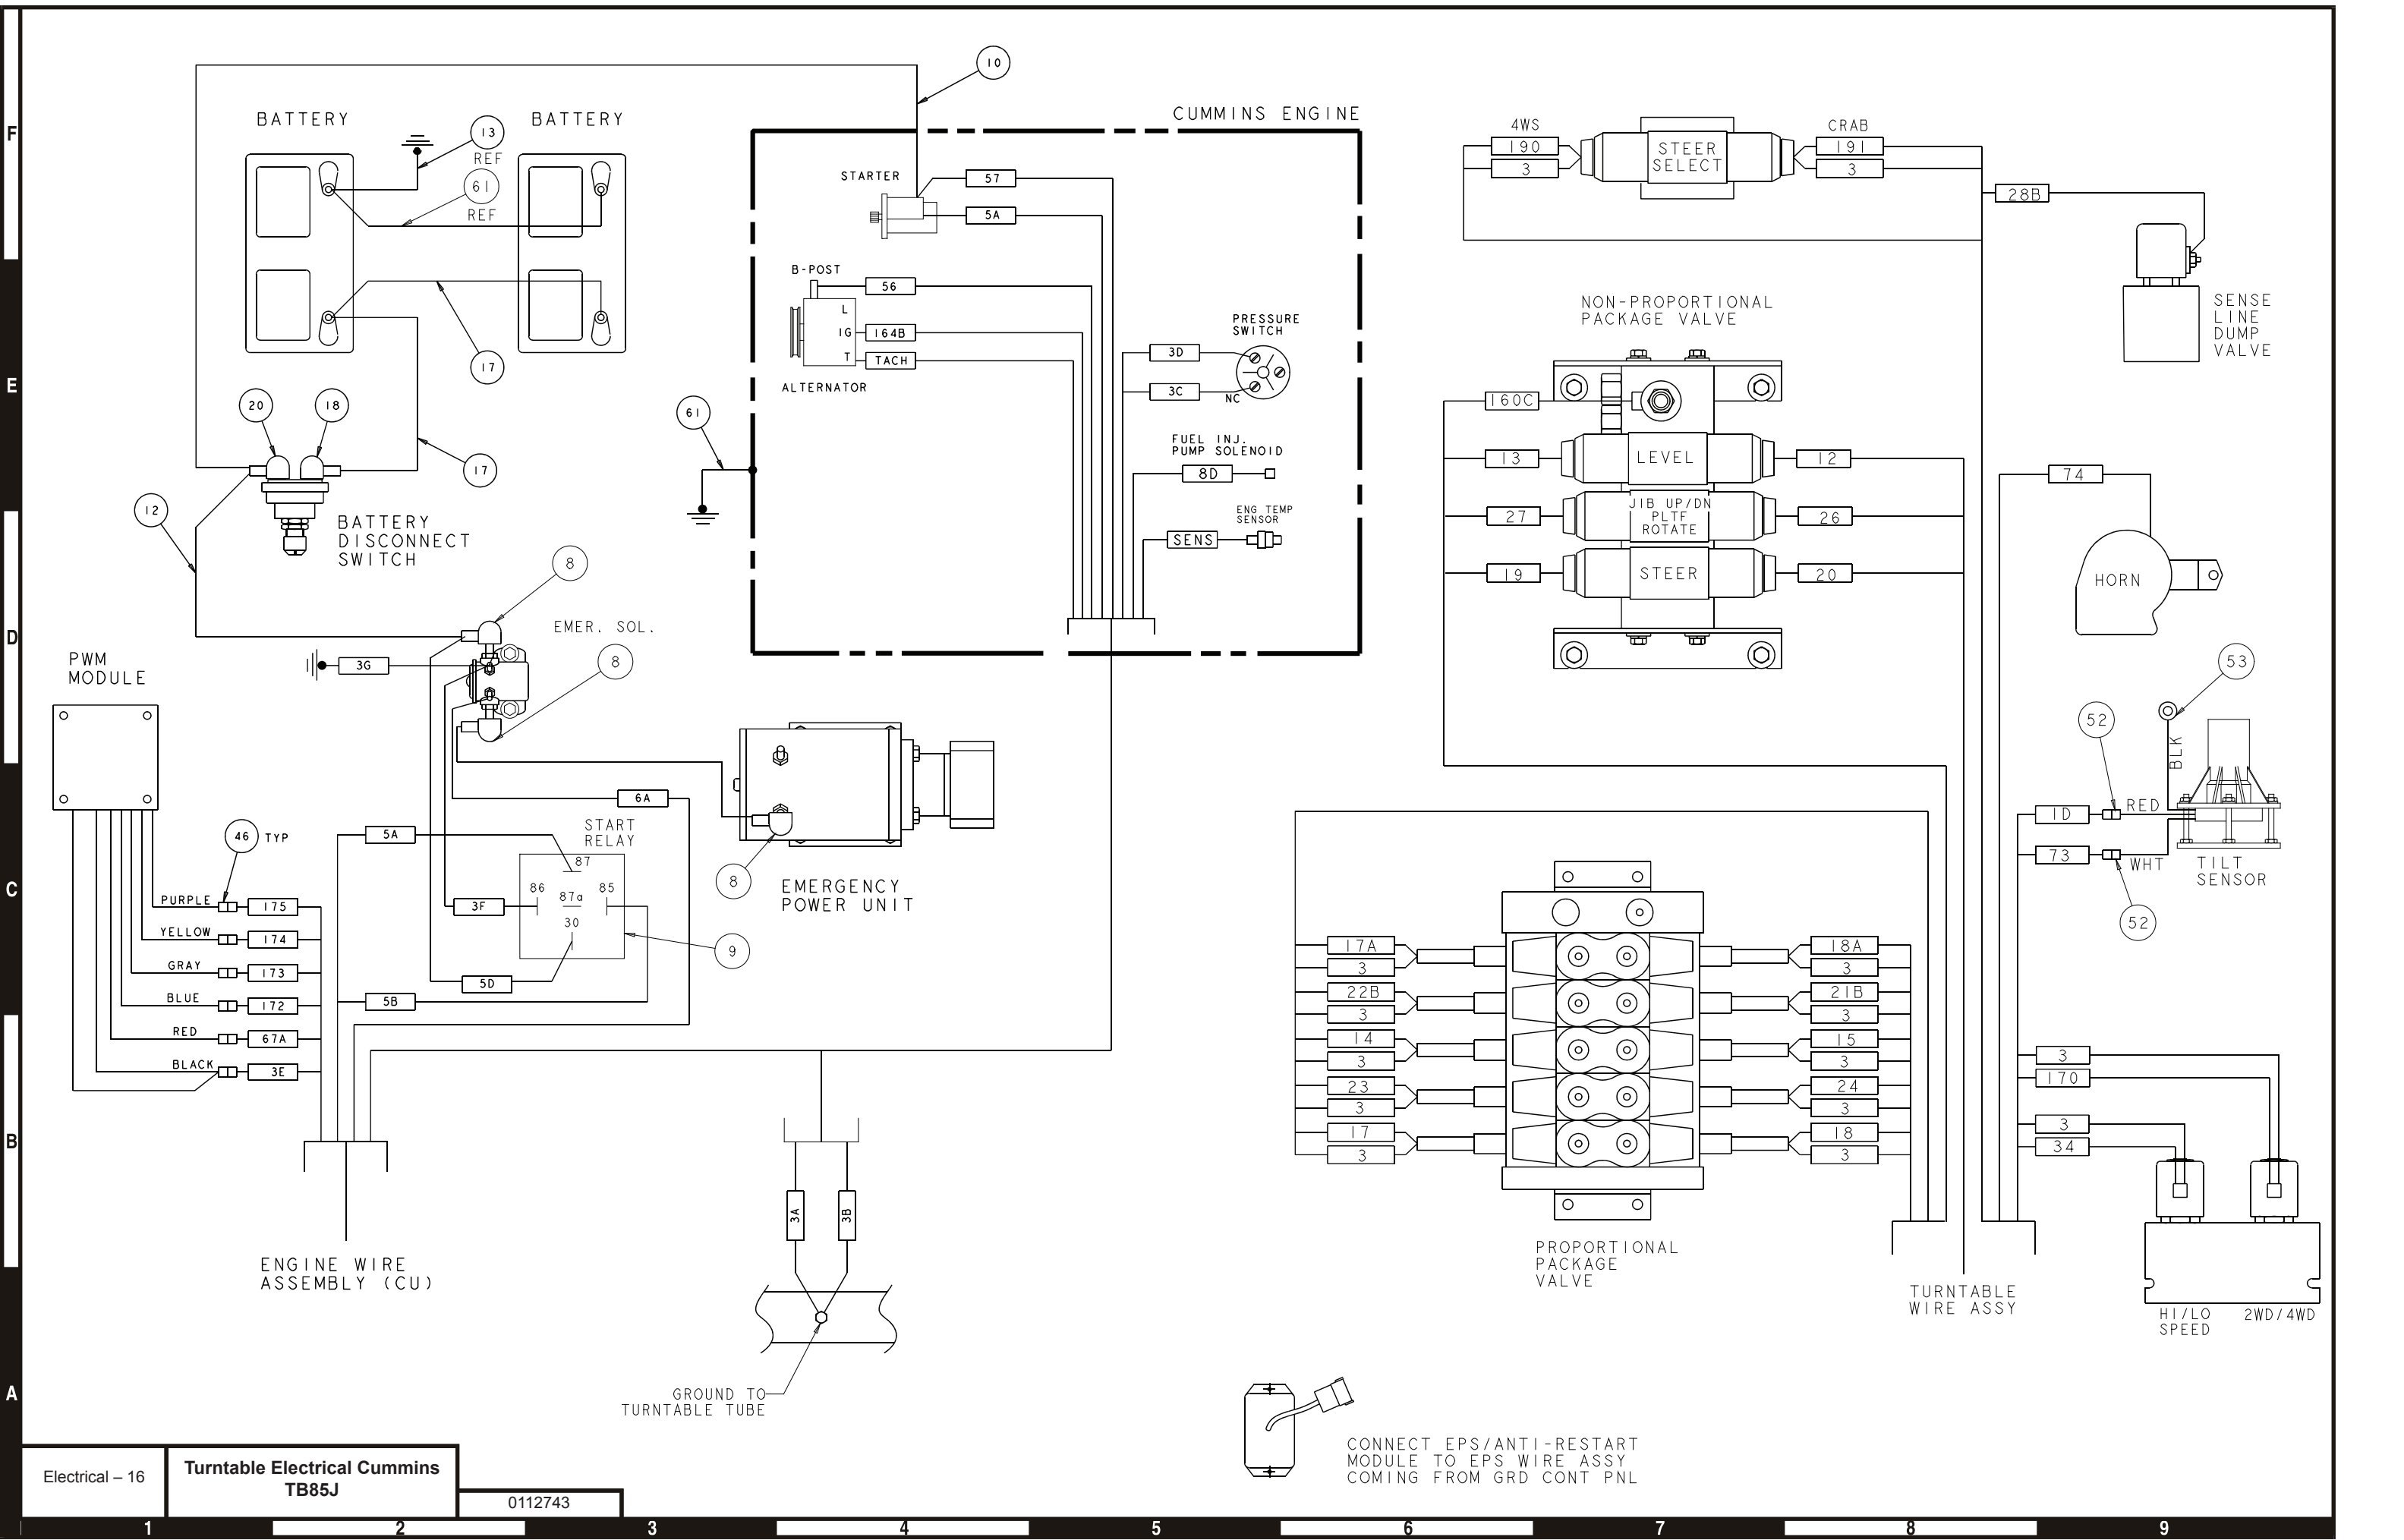 10
CUMMINS ENGINE
BATTERY
BATTERY
13
REF
61
REF
17
17
20
18
12
BATTERY
DISCONNECT
SWITCH
STARTER
57
5A
B-POST
56
L
IG
164B
T
TACH
ALTERNATOR
61
PRESSURE
SWITCH
3D
3C
NC
FUEL INJ.
PUMP SOLENOID
8D
ENG TEMP
SENSOR
SENS
4WS
190
3
STEER
SELECT
CRAB
191
3
28B
SENSE
LINE
DUMP
VALVE
NON-PROPORTIONAL
PACKAGE VALVE
160C
13
LEVEL
12
27
JIB UP/DN
PLTF
ROTATE
26
19
STEER
20
74
HORN
53
52
BLK
1D
RED
73
WHT
TILT
SENSOR
52
8
EMER. SOL.
8
3G
PWM
MODULE
46 TYP
PURPLE
175
YELLOW
174
GRAY
173
BLUE
172
RED
67A
BLACK
3E
6A
5A
START
RELAY
87
86
87a
85
30
3F
5D
5B
9
8
EMERGENCY
POWER UNIT
ENGINE WIRE
ASSEMBLY (CU)
3A
3B
GROUND TO
TURNTABLE TUBE
17A
3
22B
3
14
3
23
3
17
3
18A
3
21B
3
15
3
24
3
18
3
PROPORTIONAL
PACKAGE
VALVE
3
170
3
34
TURNTABLE
WIRE ASSY
HI/LO
SPEED
2WD/4WD
CONNECT EPS/ANTI-RESTART
MODULE TO EPS WIRE ASSY
COMING FROM GRD CONT PNL
F
E
D
C
B
A
Electrical – 16
Turntable Electrical Cummins
TB85J
0112743
1
2
3
4
5
6
7
8
9